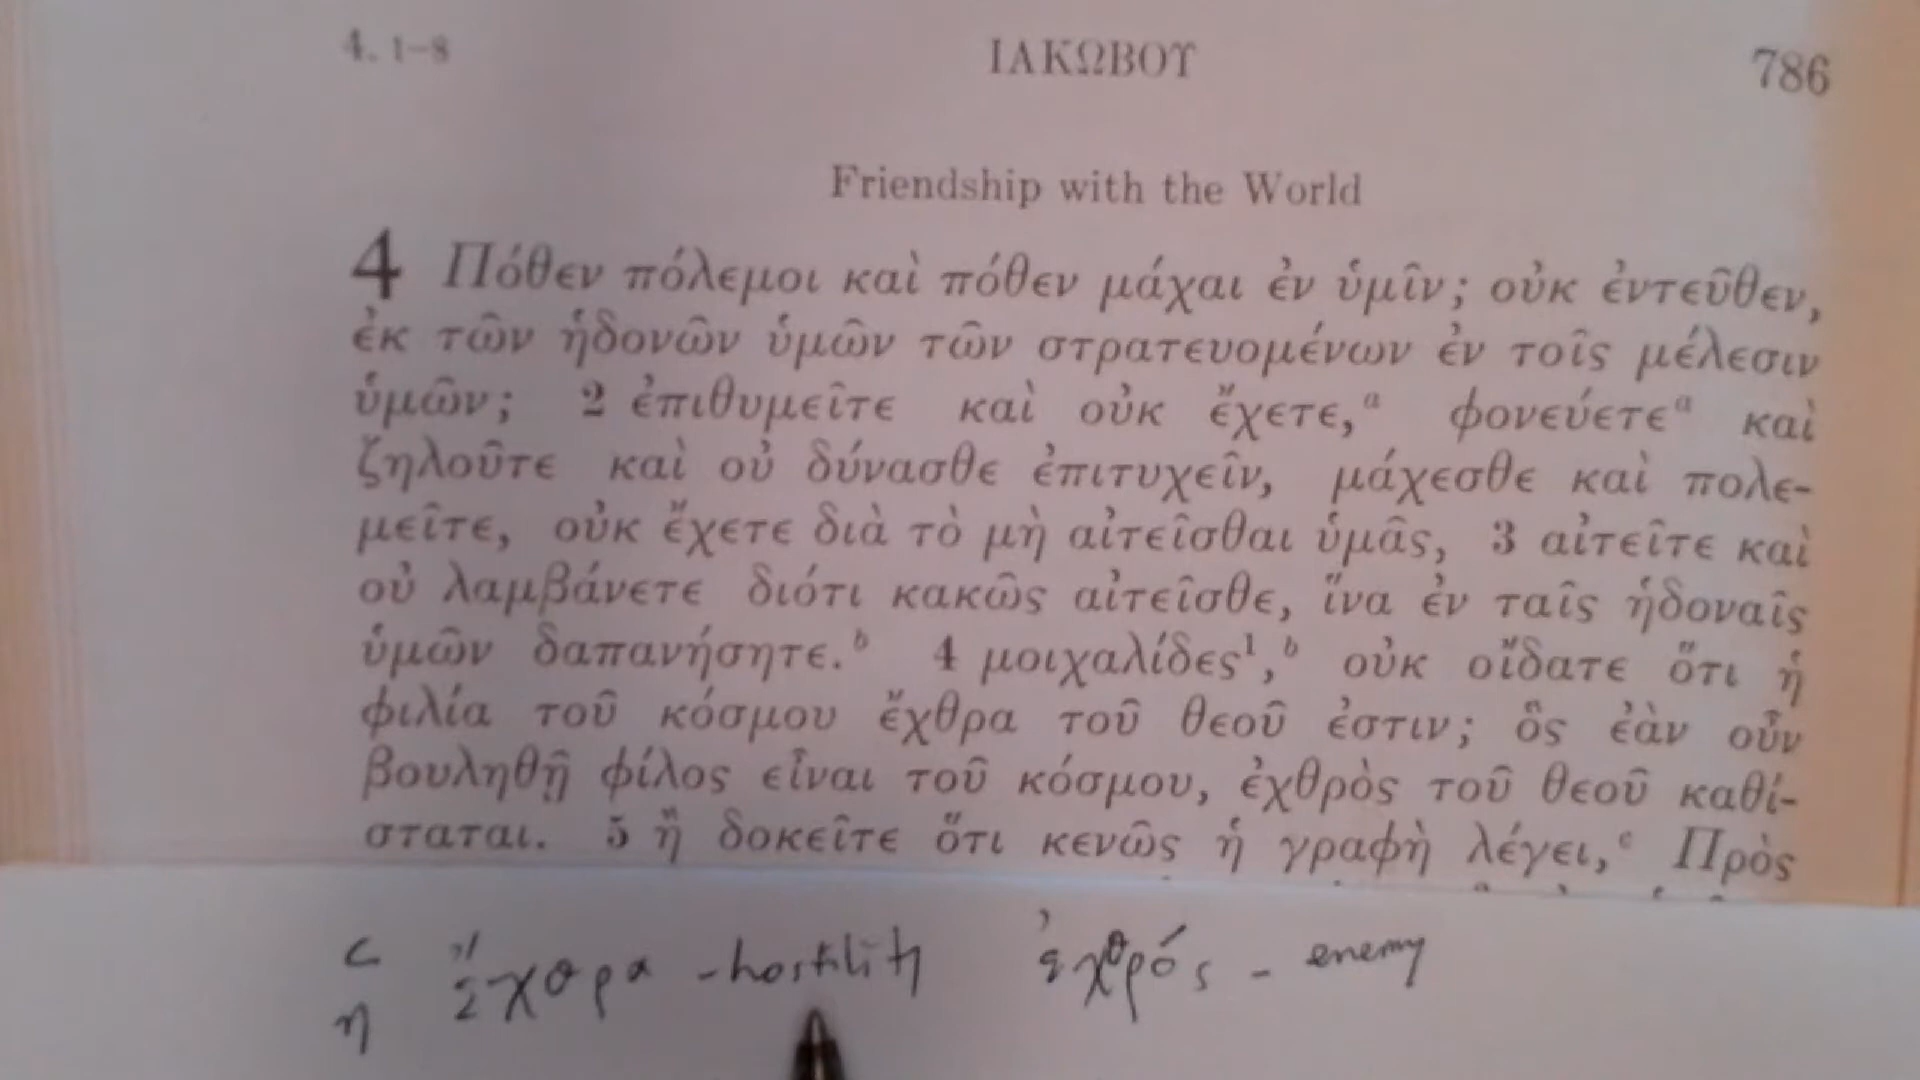 4. 1–8 ΙΑΚΩΒΟΥ 786
Friendship with the World
4 Πόθεν πόλεμοι καὶ πόθεν μάχαι ἐν ὑμῖν; οὐκ ἐντεῦθεν,
ἐκ τῶν ἡδονῶν ὑμῶν τῶν στρατευομένων ἐν τοῖς μέλεσιν
ὑμῶν; 2 ἐπιθυμεῖτε καὶ οὐκ ἔχετε,ᵃ φονεύετεᵃ καὶ
ζηλοῦτε καὶ οὐ δύνασθε ἐπιτυχεῖν, μάχεσθε καὶ πολε-
μεῖτε, οὐκ ἔχετε διὰ τὸ μὴ αἰτεῖσθαι ὑμᾶς, 3 αἰτεῖτε καὶ
οὐ λαμβάνετε διότι κακῶς αἰτεῖσθε, ἵνα ἐν ταῖς ἡδοναῖς
ὑμῶν δαπανήσητε.ᵇ 4 μοιχαλίδες¹,ᵇ οὐκ οἴδατε ὅτι ἡ
φιλία τοῦ κόσμου ἔχθρα τοῦ θεοῦ ἐστιν; ὃς ἐὰν οὖν
βουληθῇ φίλος εἶναι τοῦ κόσμου, ἐχθρὸς τοῦ θεοῦ καθί-
σταται. 5 ἢ δοκεῖτε ὅτι κενῶς ἡ γραφὴ λέγει,ᶜ Πρὸς
ἡ ἔχθρα - hostility ἐχθρός - enemy